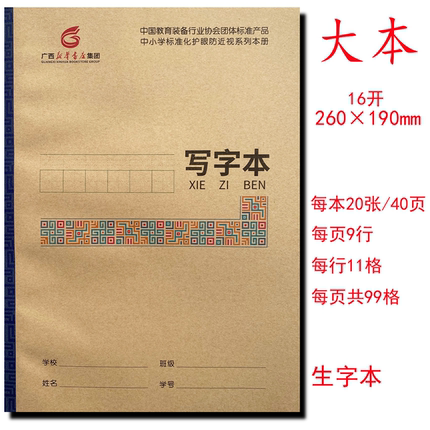 广西新华书店集团
中国教育装备行业协会团体标准产品
中小学标准化护眼防近视系列本册
写字本
XIE ZI BEN
学校
班级
姓名
学号
大本
16开
260×190mm
每本20张/40页
每页9行
每行11格
每页共99格
生字本